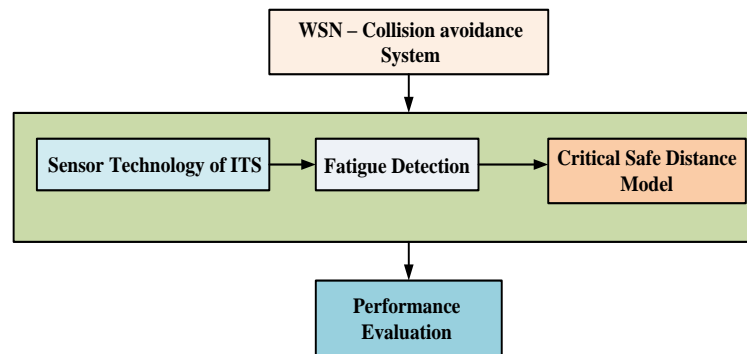 WSN – Collision avoidance
System
Sensor Technology of ITS
Fatigue Detection
Critical Safe Distance
Model
Performance
Evaluation